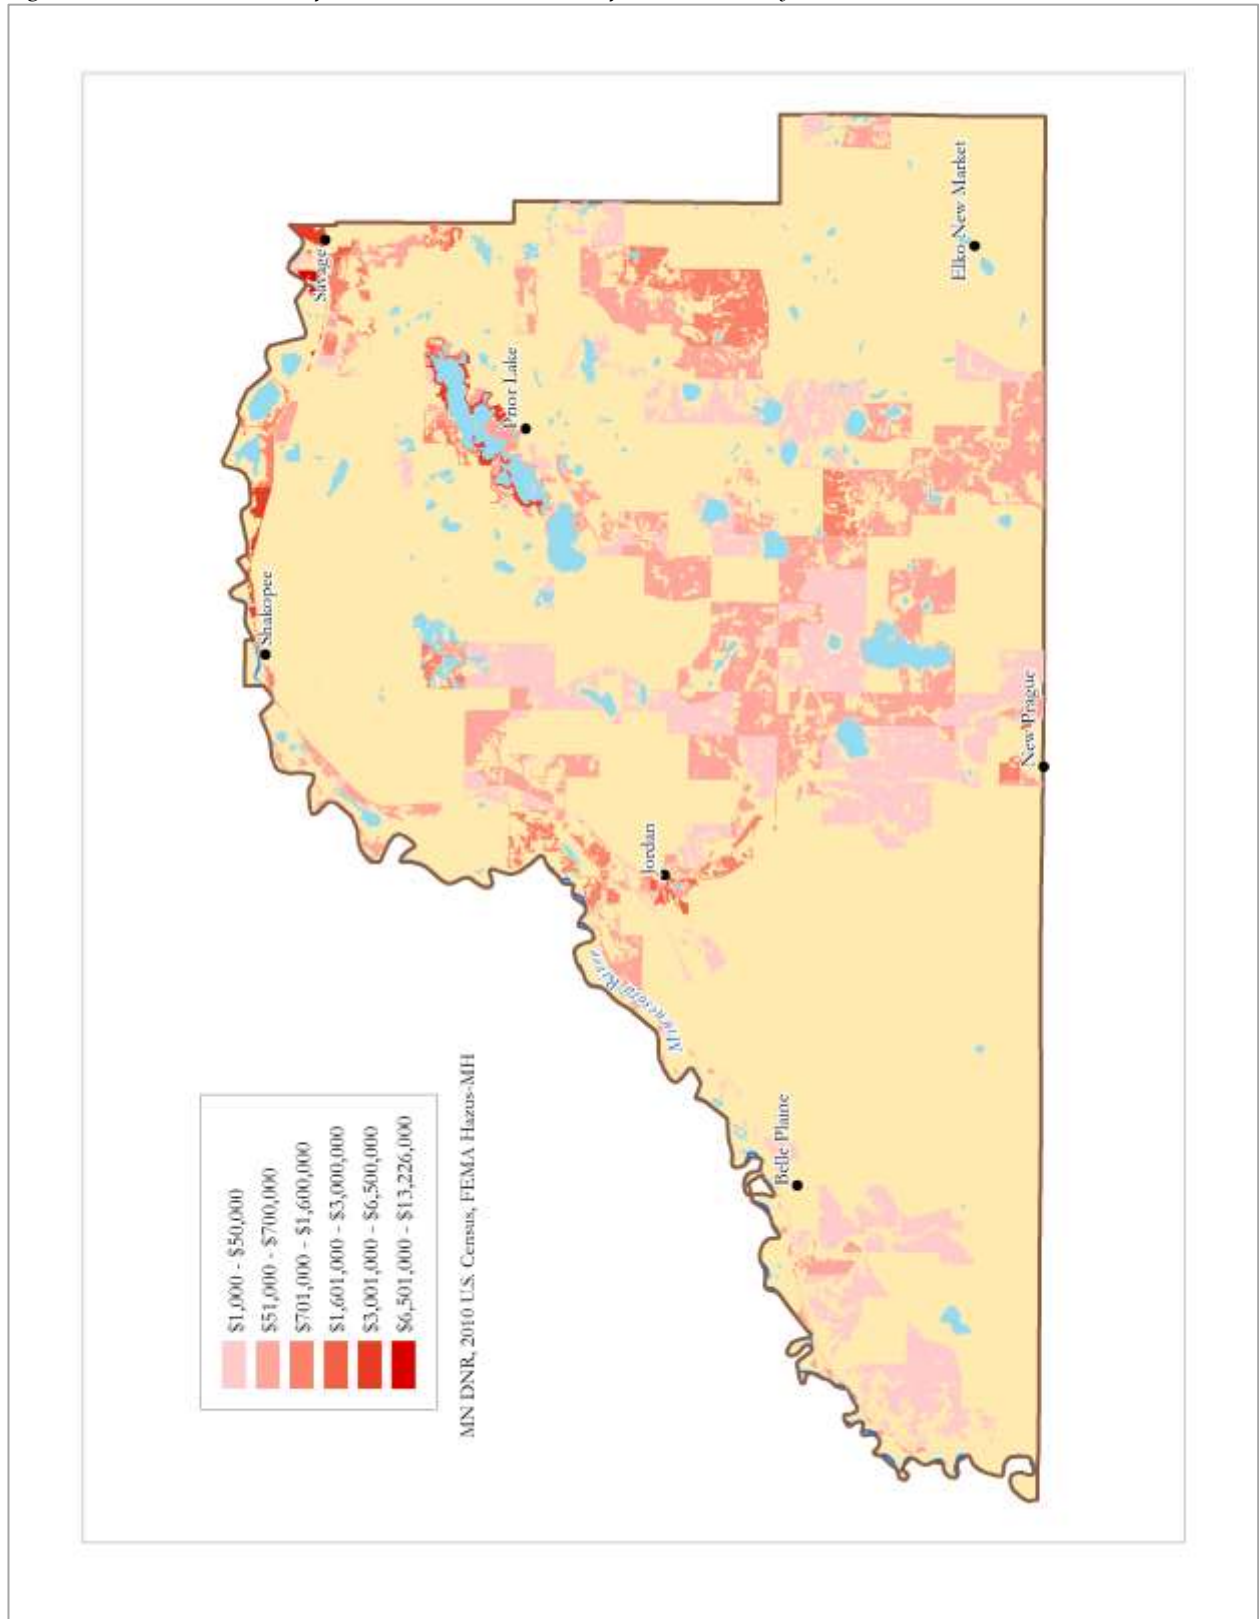 $1,000 - $50,000
$51,000 - $700,000
$701,000 - $1,600,000
$1,601,000 - $3,000,000
$3,001,000 - $6,500,000
$6,501,000 - $13,226,000
MN DNR, 2010 U.S. Census, FEMA Hazus-MH
Belle Plaine
Minnesota River
Jordan
New Prague
Shakopee
Prior Lake
Savage
Elko New Market